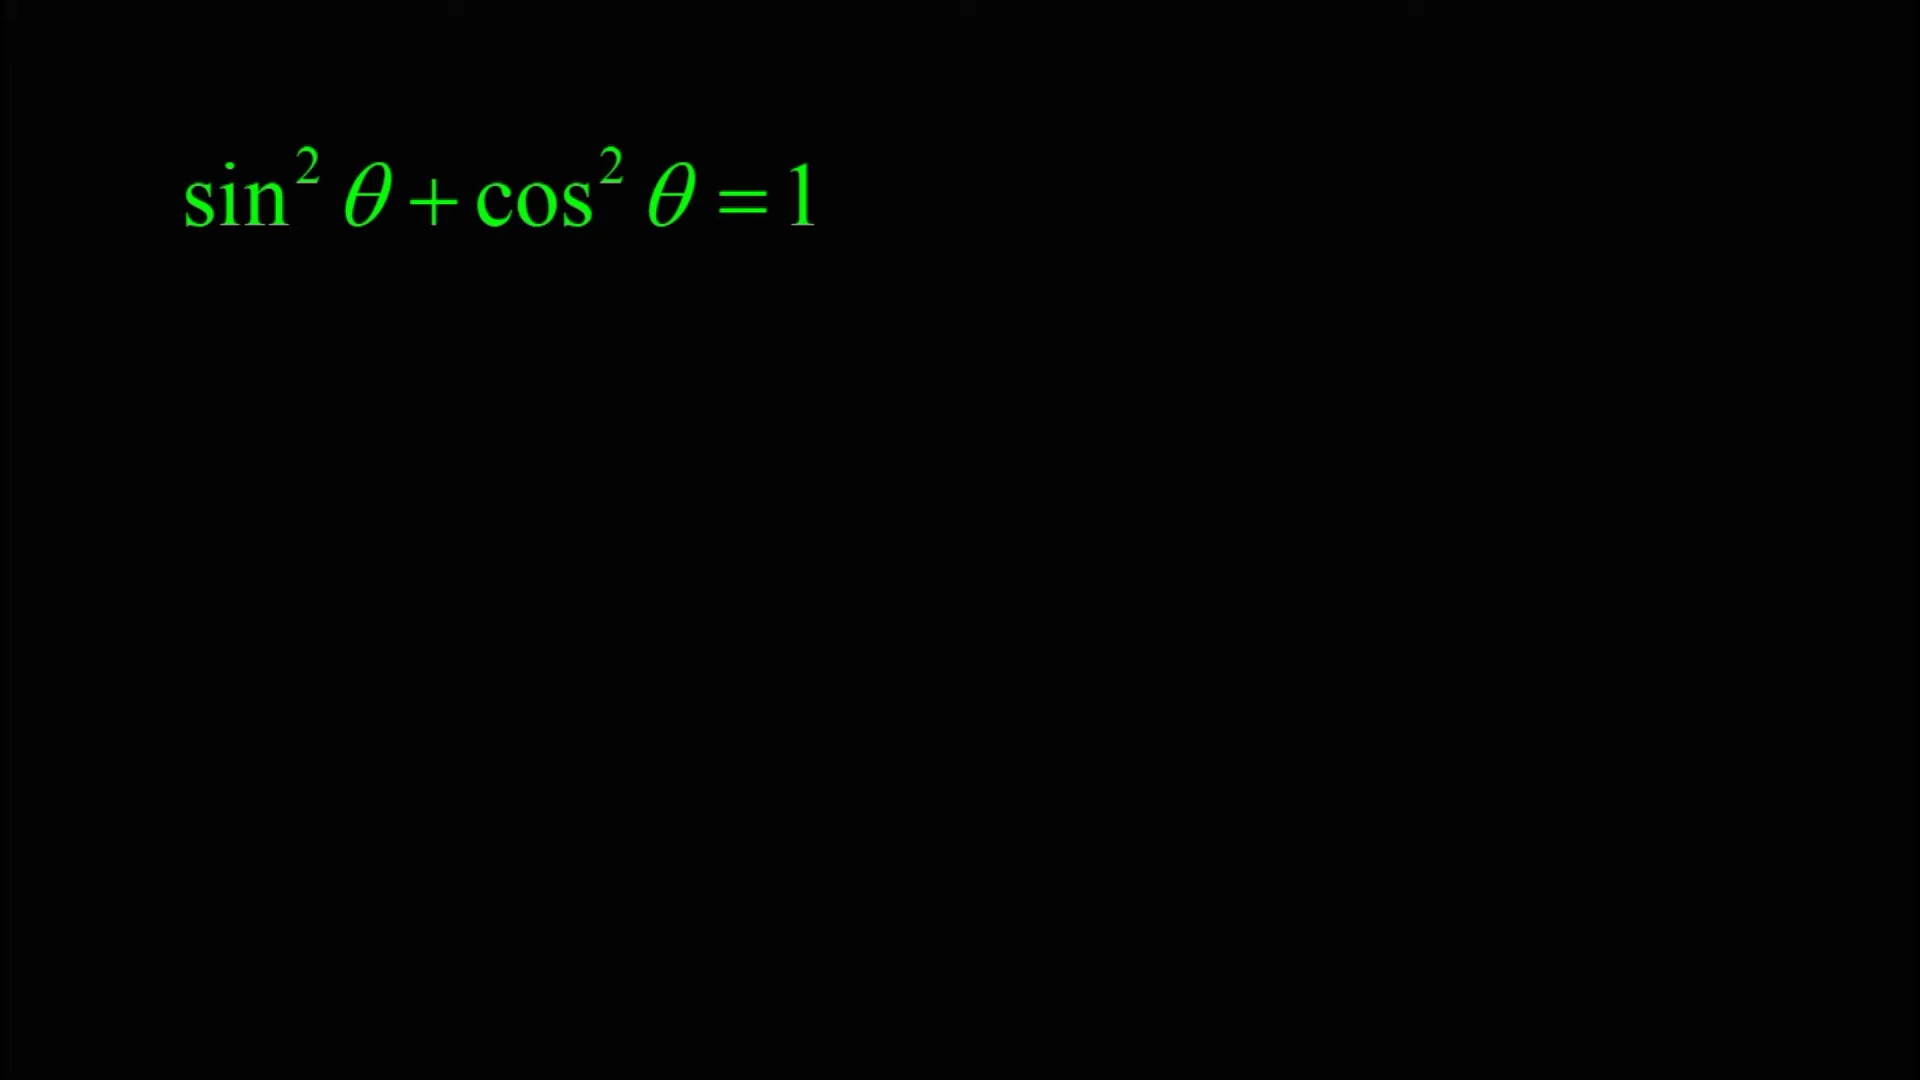 sin² θ + cos² θ = 1